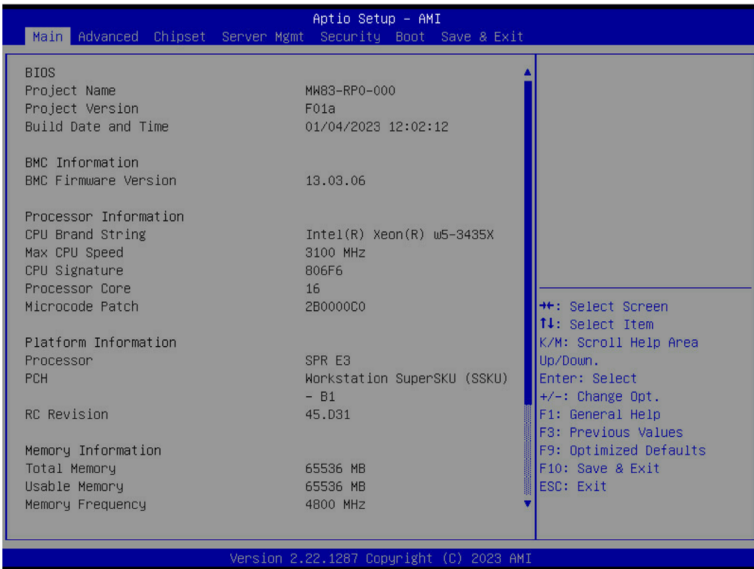 Aptio Setup – AMI
Main Advanced Chipset Server Mgmt Security Boot Save & Exit
BIOS
Project Name MW83-RP0-000
Project Version F01a
Build Date and Time 01/04/2023 12:02:12
BMC Information
BMC Firmware Version 13.03.06
Processor Information
CPU Brand String Intel(R) Xeon(R) w5-3435X
Max CPU Speed 3100 MHz
CPU Signature 806F6
Processor Core 16
Microcode Patch 2B0000C0
Platform Information
Processor SPR E3
PCH Workstation SuperSKU (SSKU)
- B1
RC Revision 45.D31
Memory Information
Total Memory 65536 MB
Usable Memory 65536 MB
Memory Frequency 4800 MHz
→←: Select Screen
↑↓: Select Item
K/M: Scroll Help Area
Up/Down.
Enter: Select
+/-: Change Opt.
F1: General Help
F3: Previous Values
F9: Optimized Defaults
F10: Save & Exit
ESC: Exit
Version 2.22.1287 Copyright (C) 2023 AMI